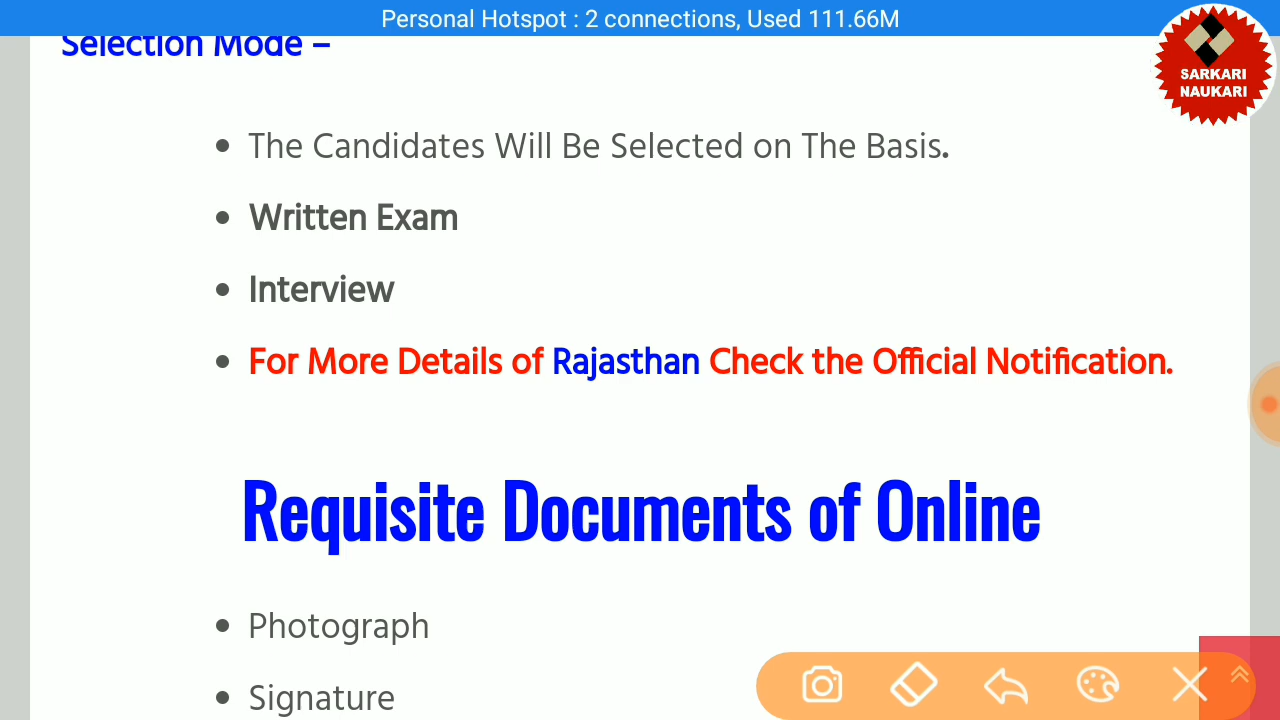 Personal Hotspot : 2 connections, Used 111.66M
Selection Mode –
SARKARI
NAUKARI
The Candidates Will Be Selected on The Basis.
Written Exam
Interview
For More Details of Rajasthan Check the Official Notification.
Requisite Documents of Online
Photograph
Signature